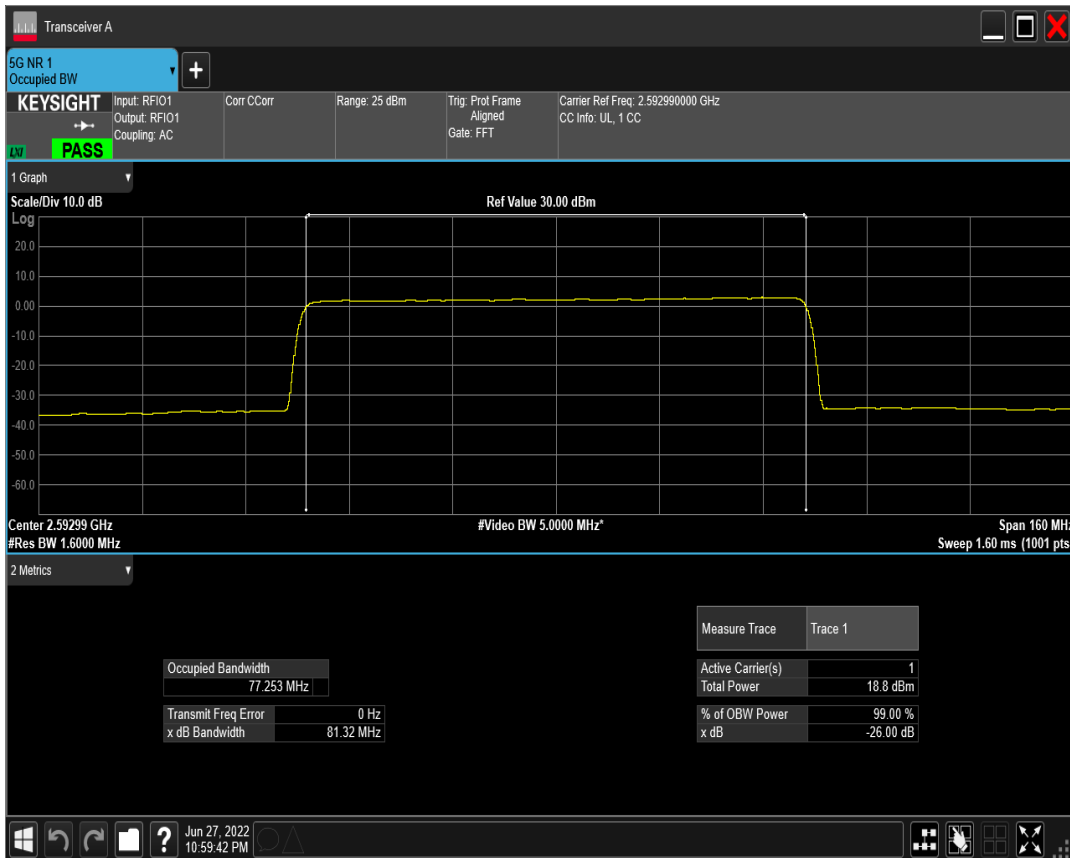 Transceiver A
5G NR 1
Occupied BW
+
KEYSIGHT
LXI
PASS
Input: RFIO1
Output: RFIO1
Coupling: AC
Corr CCorr
Range: 25 dBm
Trig: Prot Frame
Aligned
Gate: FFT
Carrier Ref Freq: 2.592990000 GHz
CC Info: UL, 1 CC
1 Graph
Scale/Div 10.0 dB
Ref Value 30.00 dBm
Log
20.0
10.0
0.00
-10.0
-20.0
-30.0
-40.0
-50.0
-60.0
Center 2.59299 GHz
#Video BW 5.0000 MHz*
Span 160 MHz
#Res BW 1.6000 MHz
Sweep 1.60 ms (1001 pts
2 Metrics
Measure Trace Trace 1
Occupied Bandwidth
77.253 MHz
Active Carrier(s) 1
Total Power 18.8 dBm
Transmit Freq Error 0 Hz
x dB Bandwidth 81.32 MHz
% of OBW Power 99.00 %
x dB -26.00 dB
?
Jun 27, 2022
10:59:42 PM